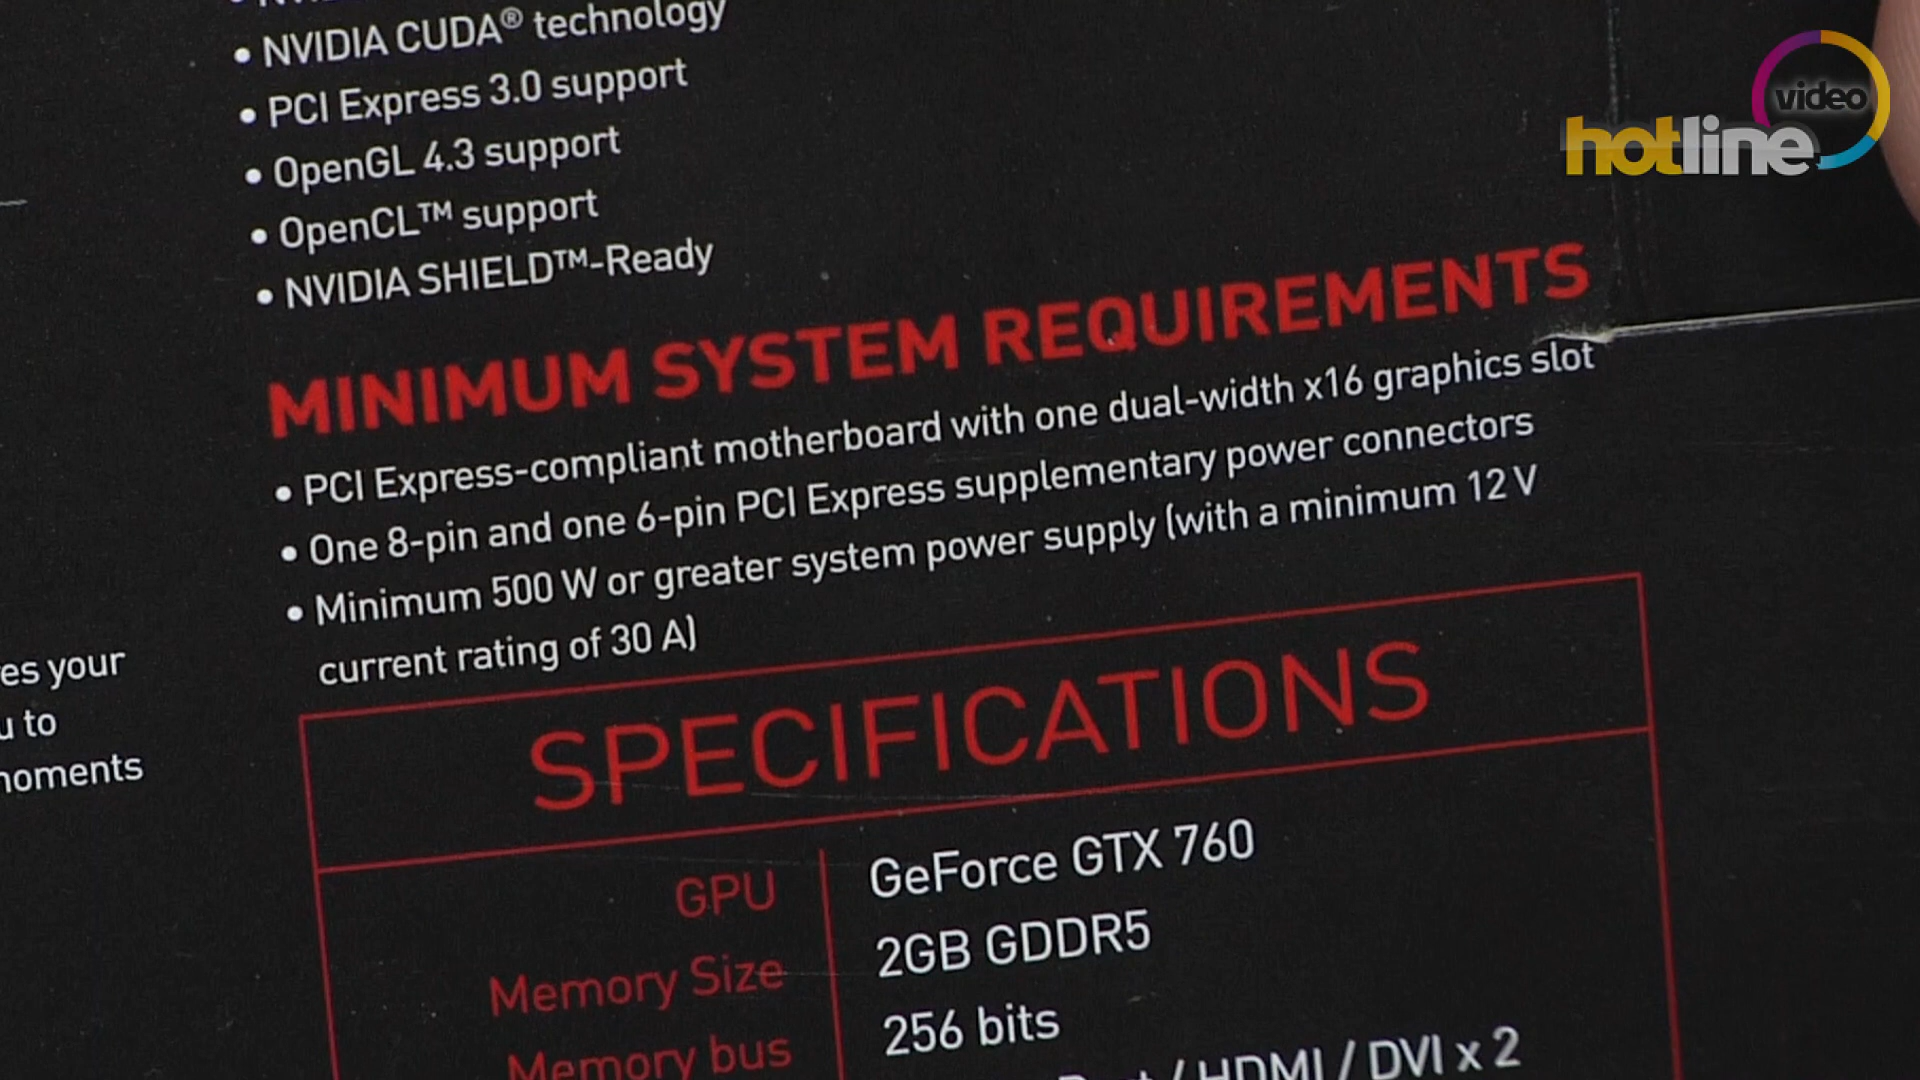 • NVIDIA CUDA® technology
• PCI Express 3.0 support
• OpenGL 4.3 support
• OpenCL™ support
• NVIDIA SHIELD™-Ready
video
hotline
MINIMUM SYSTEM REQUIREMENTS
• PCI Express-compliant motherboard with one dual-width x16 graphics slot
• One 8-pin and one 6-pin PCI Express supplementary power connectors
• Minimum 500 W or greater system power supply (with a minimum 12 V
current rating of 30 A)
es your
u to
moments
SPECIFICATIONS
GPU GeForce GTX 760
Memory Size 2GB GDDR5
Memory bus 256 bits
/ HDMI / DVI x 2